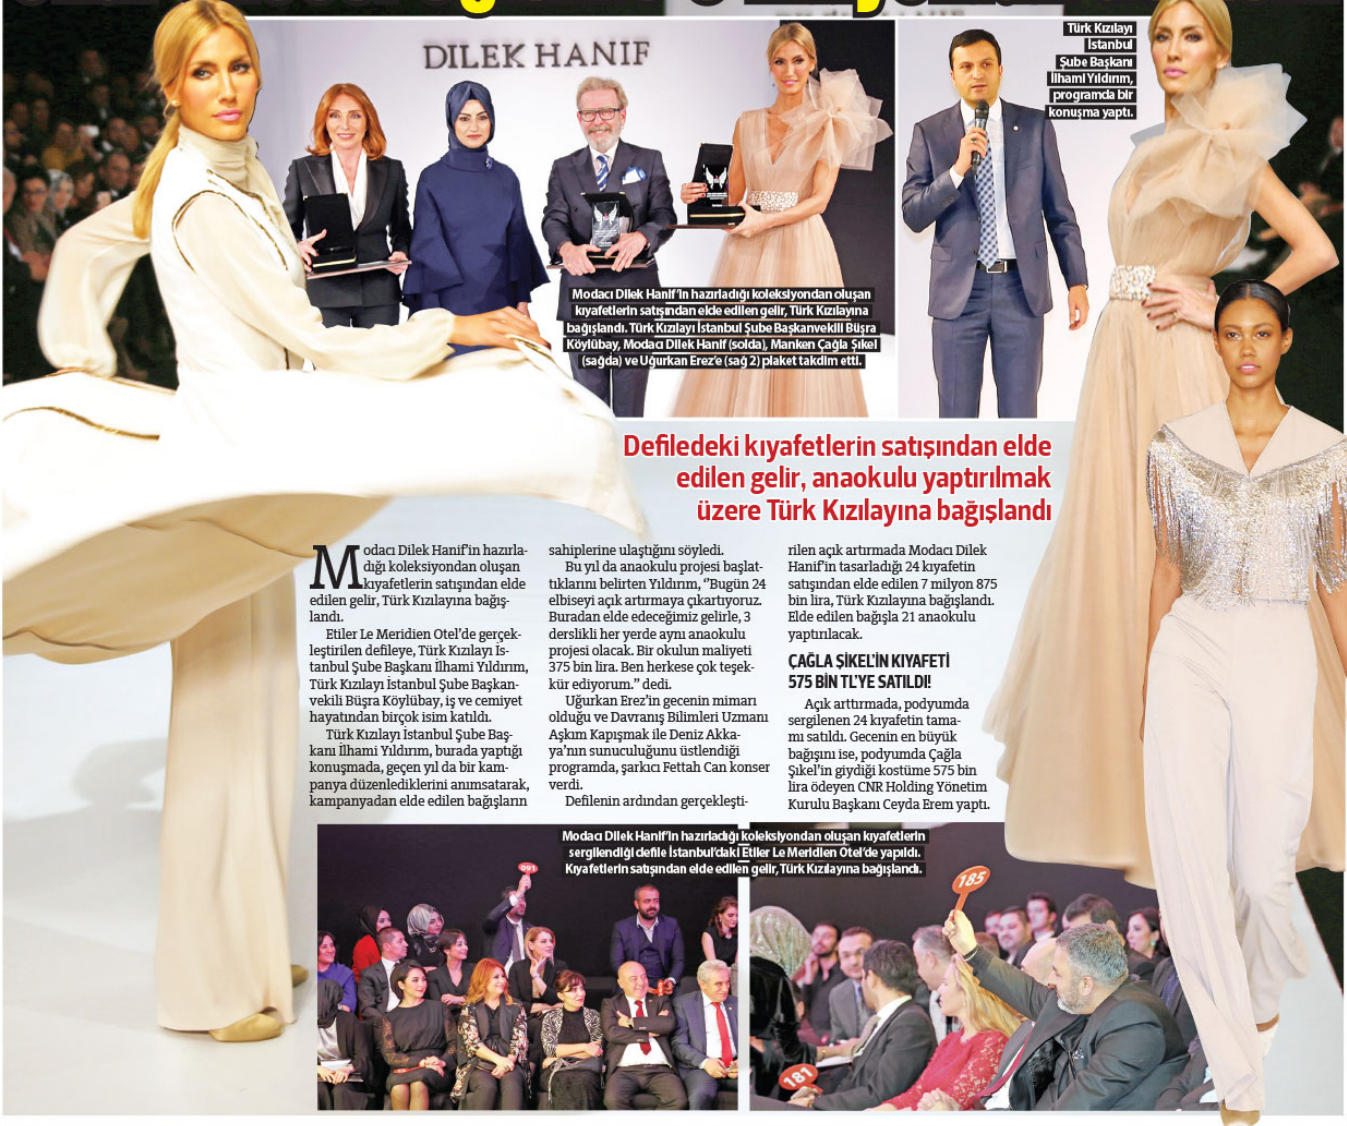 DILEK HANIF
Türk Kızılayı
İstanbul
Şube Başkanı
İlhami Yıldırım,
programda bir
konuşma yaptı.
Modacı Dilek Hanif'in hazırladığı koleksiyondan oluşan
kıyafetlerin satışından elde edilen gelir, Türk Kızılayına
bağışlandı. Türk Kızılayı İstanbul Şube Başkanvekili Büşra
Köylübay, Modacı Dilek Hanif (solda), Manken Çağla Şıkel
(sağda) ve Uğurkan Erez'e (sağ 2) plaket takdim etti.
Defiledeki kıyafetlerin satışından elde
edilen gelir, anaokulu yaptırılmak
üzere Türk Kızılayına bağışlandı
Modacı Dilek Hanif'in hazırla-
dığı koleksiyondan oluşan
kıyafetlerin satışından elde
edilen gelir, Türk Kızılayına bağış-
landı.
Etiler Le Meridien Otel'de gerçek-
leştirilen defileye, Türk Kızılayı İs-
tanbul Şube Başkanı İlhami Yıldırım,
Türk Kızılayı İstanbul Şube Başkan-
vekili Büşra Köylübay, iş ve cemiyet
hayatından birçok isim katıldı.
Türk Kızılayı İstanbul Şube Baş-
kanı İlhami Yıldırım, burada yaptığı
konuşmada, geçen yıl da bir kam-
panya düzenlediklerini anımsatarak,
kampanyadan elde edilen bağışların
sahiplerine ulaştığını söyledi.
Bu yıl da anaokulu projesi başlat-
tıklarını belirten Yıldırım, "Bugün 24
elbiseyi açık artırmaya çıkartıyoruz.
Buradan elde edeceğimiz gelirle, 3
derslikli her yerde aynı anaokulu
projesi olacak. Bir okulun maliyeti
375 bin lira. Ben herkese çok teşek-
kür ediyorum." dedi.
Uğurkan Erez'in gecenin mimarı
olduğu ve Davranış Bilimleri Uzmanı
Aşkım Kapışmak ile Deniz Akka-
ya'nın sunuculuğunu üstlendiği
programda, şarkıcı Fettah Can konser
verdi.
Defilenin ardından gerçekleşti-
rilen açık artırmada Modacı Dilek
Hanif'in tasarladığı 24 kıyafetin
satışından elde edilen 7 milyon 875
bin lira, Türk Kızılayına bağışlandı.
Elde edilen bağışla 21 anaokulu
yaptırılacak.
ÇAĞLA ŞİKEL'İN KIYAFETİ
575 BİN TL'YE SATILDI!
Açık arttırmada, podyumda
sergilenen 24 kıyafetin tama-
mı satıldı. Gecenin en büyük
bağışını ise, podyumda Çağla
Şıkel'in giydiği kostüme 575 bin
lira ödeyen CNR Holding Yönetim
Kurulu Başkanı Ceyda Erem yaptı.
Modacı Dilek Hanif'in hazırladığı koleksiyondan oluşan kıyafetlerin
sergilendiği defile İstanbul'daki Etiler Le Meridien Otel'de yapıldı.
Kıyafetlerin satışından elde edilen gelir, Türk Kızılayına bağışlandı.
091
185
181